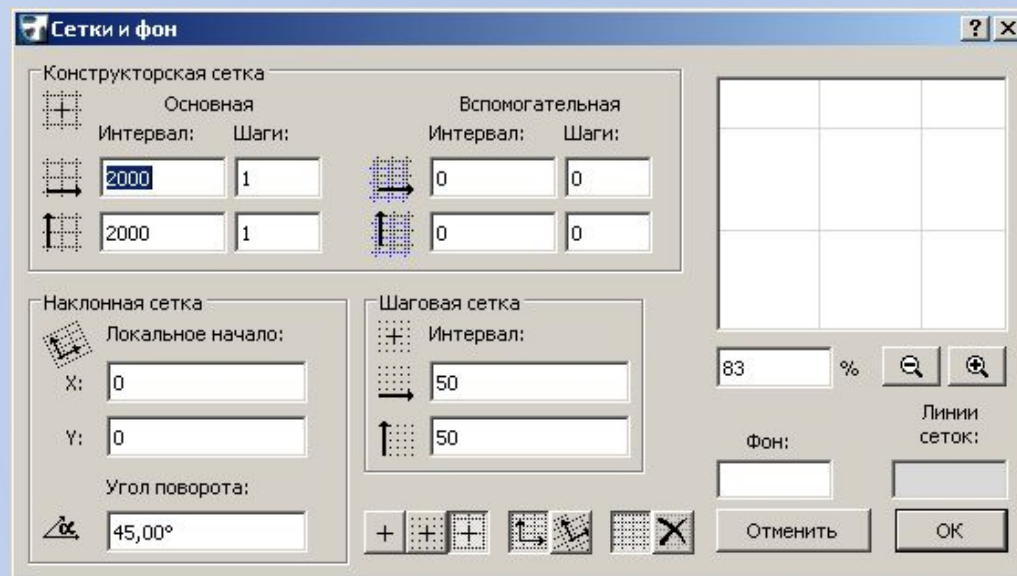 Сетки и фон
Конструкторская сетка
Основная
Вспомогательная
Интервал: Шаги:
Интервал: Шаги:
2000 1
0 0
2000 1
0 0
Наклонная сетка
Локальное начало:
X: 0
Y: 0
Угол поворота:
α 45,00°
Шаговая сетка
Интервал:
50
50
83 %
Фон:
Линии
сеток:
Отменить
OK